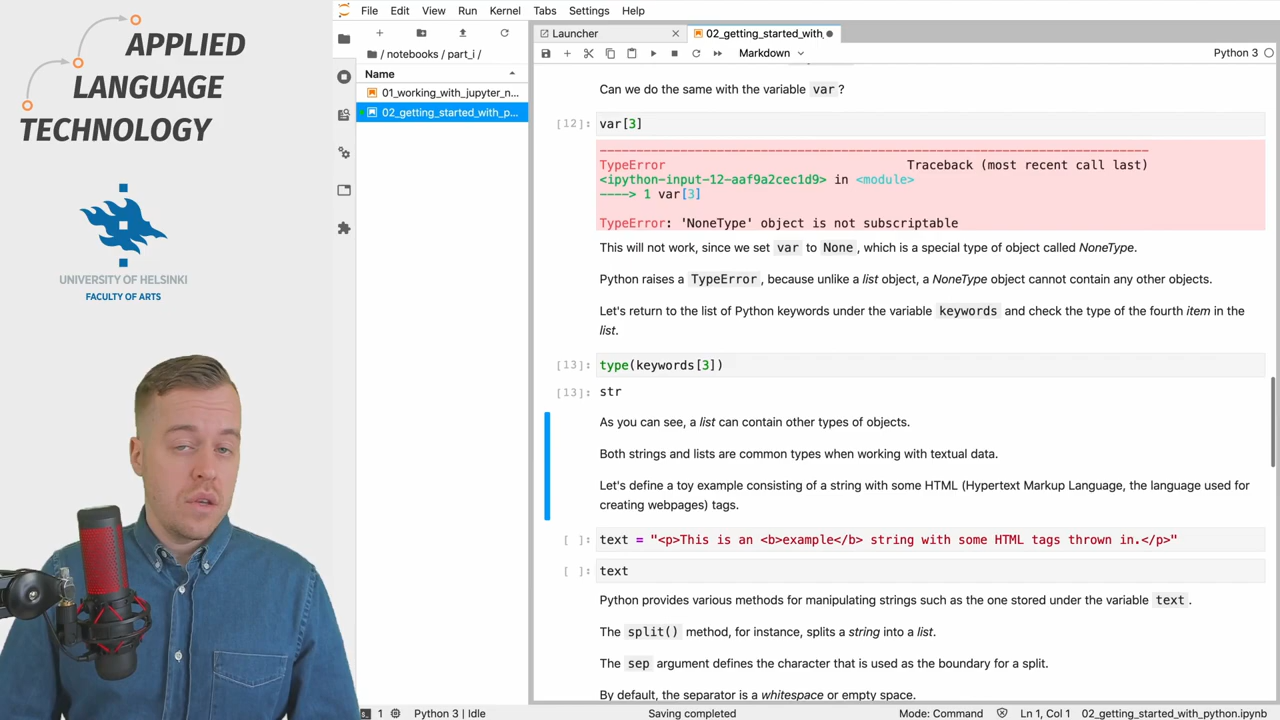 APPLIED
LANGUAGE
TECHNOLOGY
UNIVERSITY OF HELSINKI
FACULTY OF ARTS
File Edit View Run Kernel Tabs Settings Help
/ notebooks / part_i /
Name
01_working_with_jupyter_n...
02_getting_started_with_p...
Launcher
02_getting_started_with_
Markdown
Python 3
Can we do the same with the variable var ?
[12]: var[3]
---------------------------------------------------------------------------
TypeError Traceback (most recent call last)
<ipython-input-12-aaf9a2cec1d9> in <module>
----> 1 var[3]
TypeError: 'NoneType' object is not subscriptable
This will not work, since we set var to None , which is a special type of object called NoneType.
Python raises a TypeError , because unlike a list object, a NoneType object cannot contain any other objects.
Let's return to the list of Python keywords under the variable keywords and check the type of the fourth item in the
list.
[13]: type(keywords[3])
[13]: str
As you can see, a list can contain other types of objects.
Both strings and lists are common types when working with textual data.
Let's define a toy example consisting of a string with some HTML (Hypertext Markup Language, the language used for
creating webpages) tags.
[ ]: text = "<p>This is an <b>example</b> string with some HTML tags thrown in.</p>"
[ ]: text
Python provides various methods for manipulating strings such as the one stored under the variable text .
The split() method, for instance, splits a string into a list.
The sep argument defines the character that is used as the boundary for a split.
By default, the separator is a whitespace or empty space.
1 Python 3 | Idle
Saving completed
Mode: Command
Ln 1, Col 1
02_getting_started_with_python.ipynb